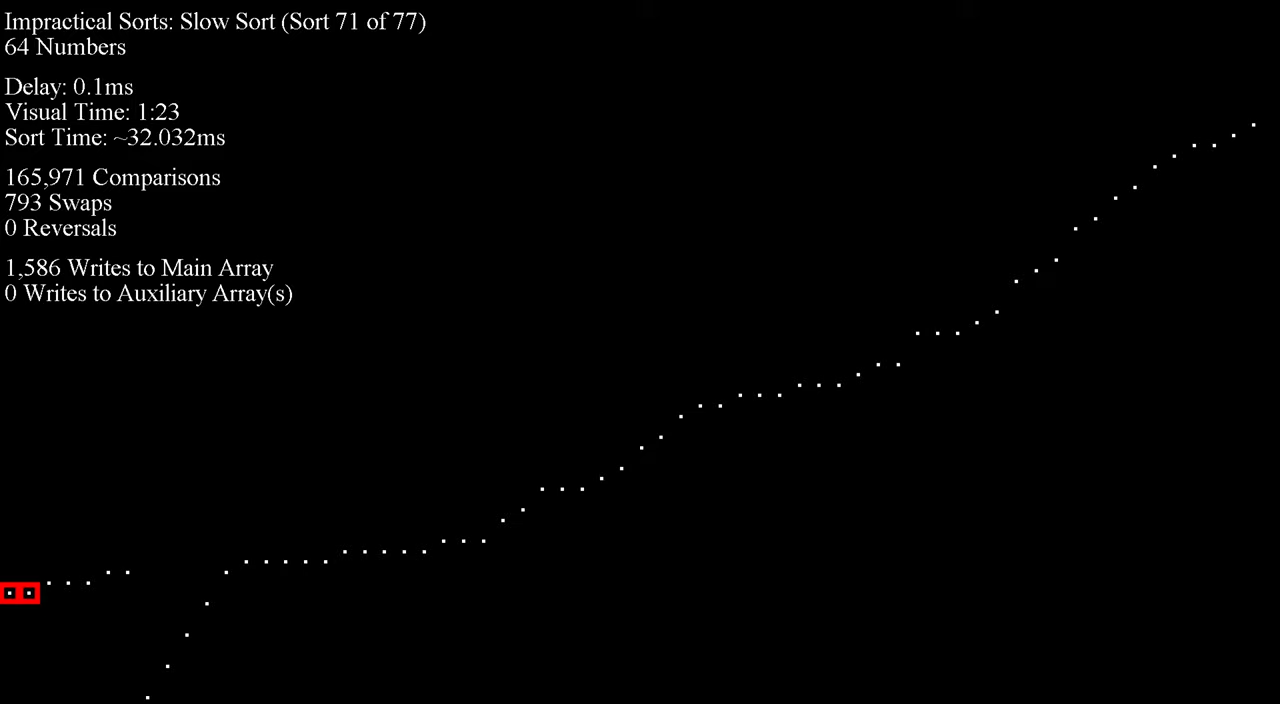 Impractical Sorts: Slow Sort (Sort 71 of 77)
64 Numbers
Delay: 0.1ms
Visual Time: 1:23
Sort Time: ~32.032ms
165,971 Comparisons
793 Swaps
0 Reversals
1,586 Writes to Main Array
0 Writes to Auxiliary Array(s)